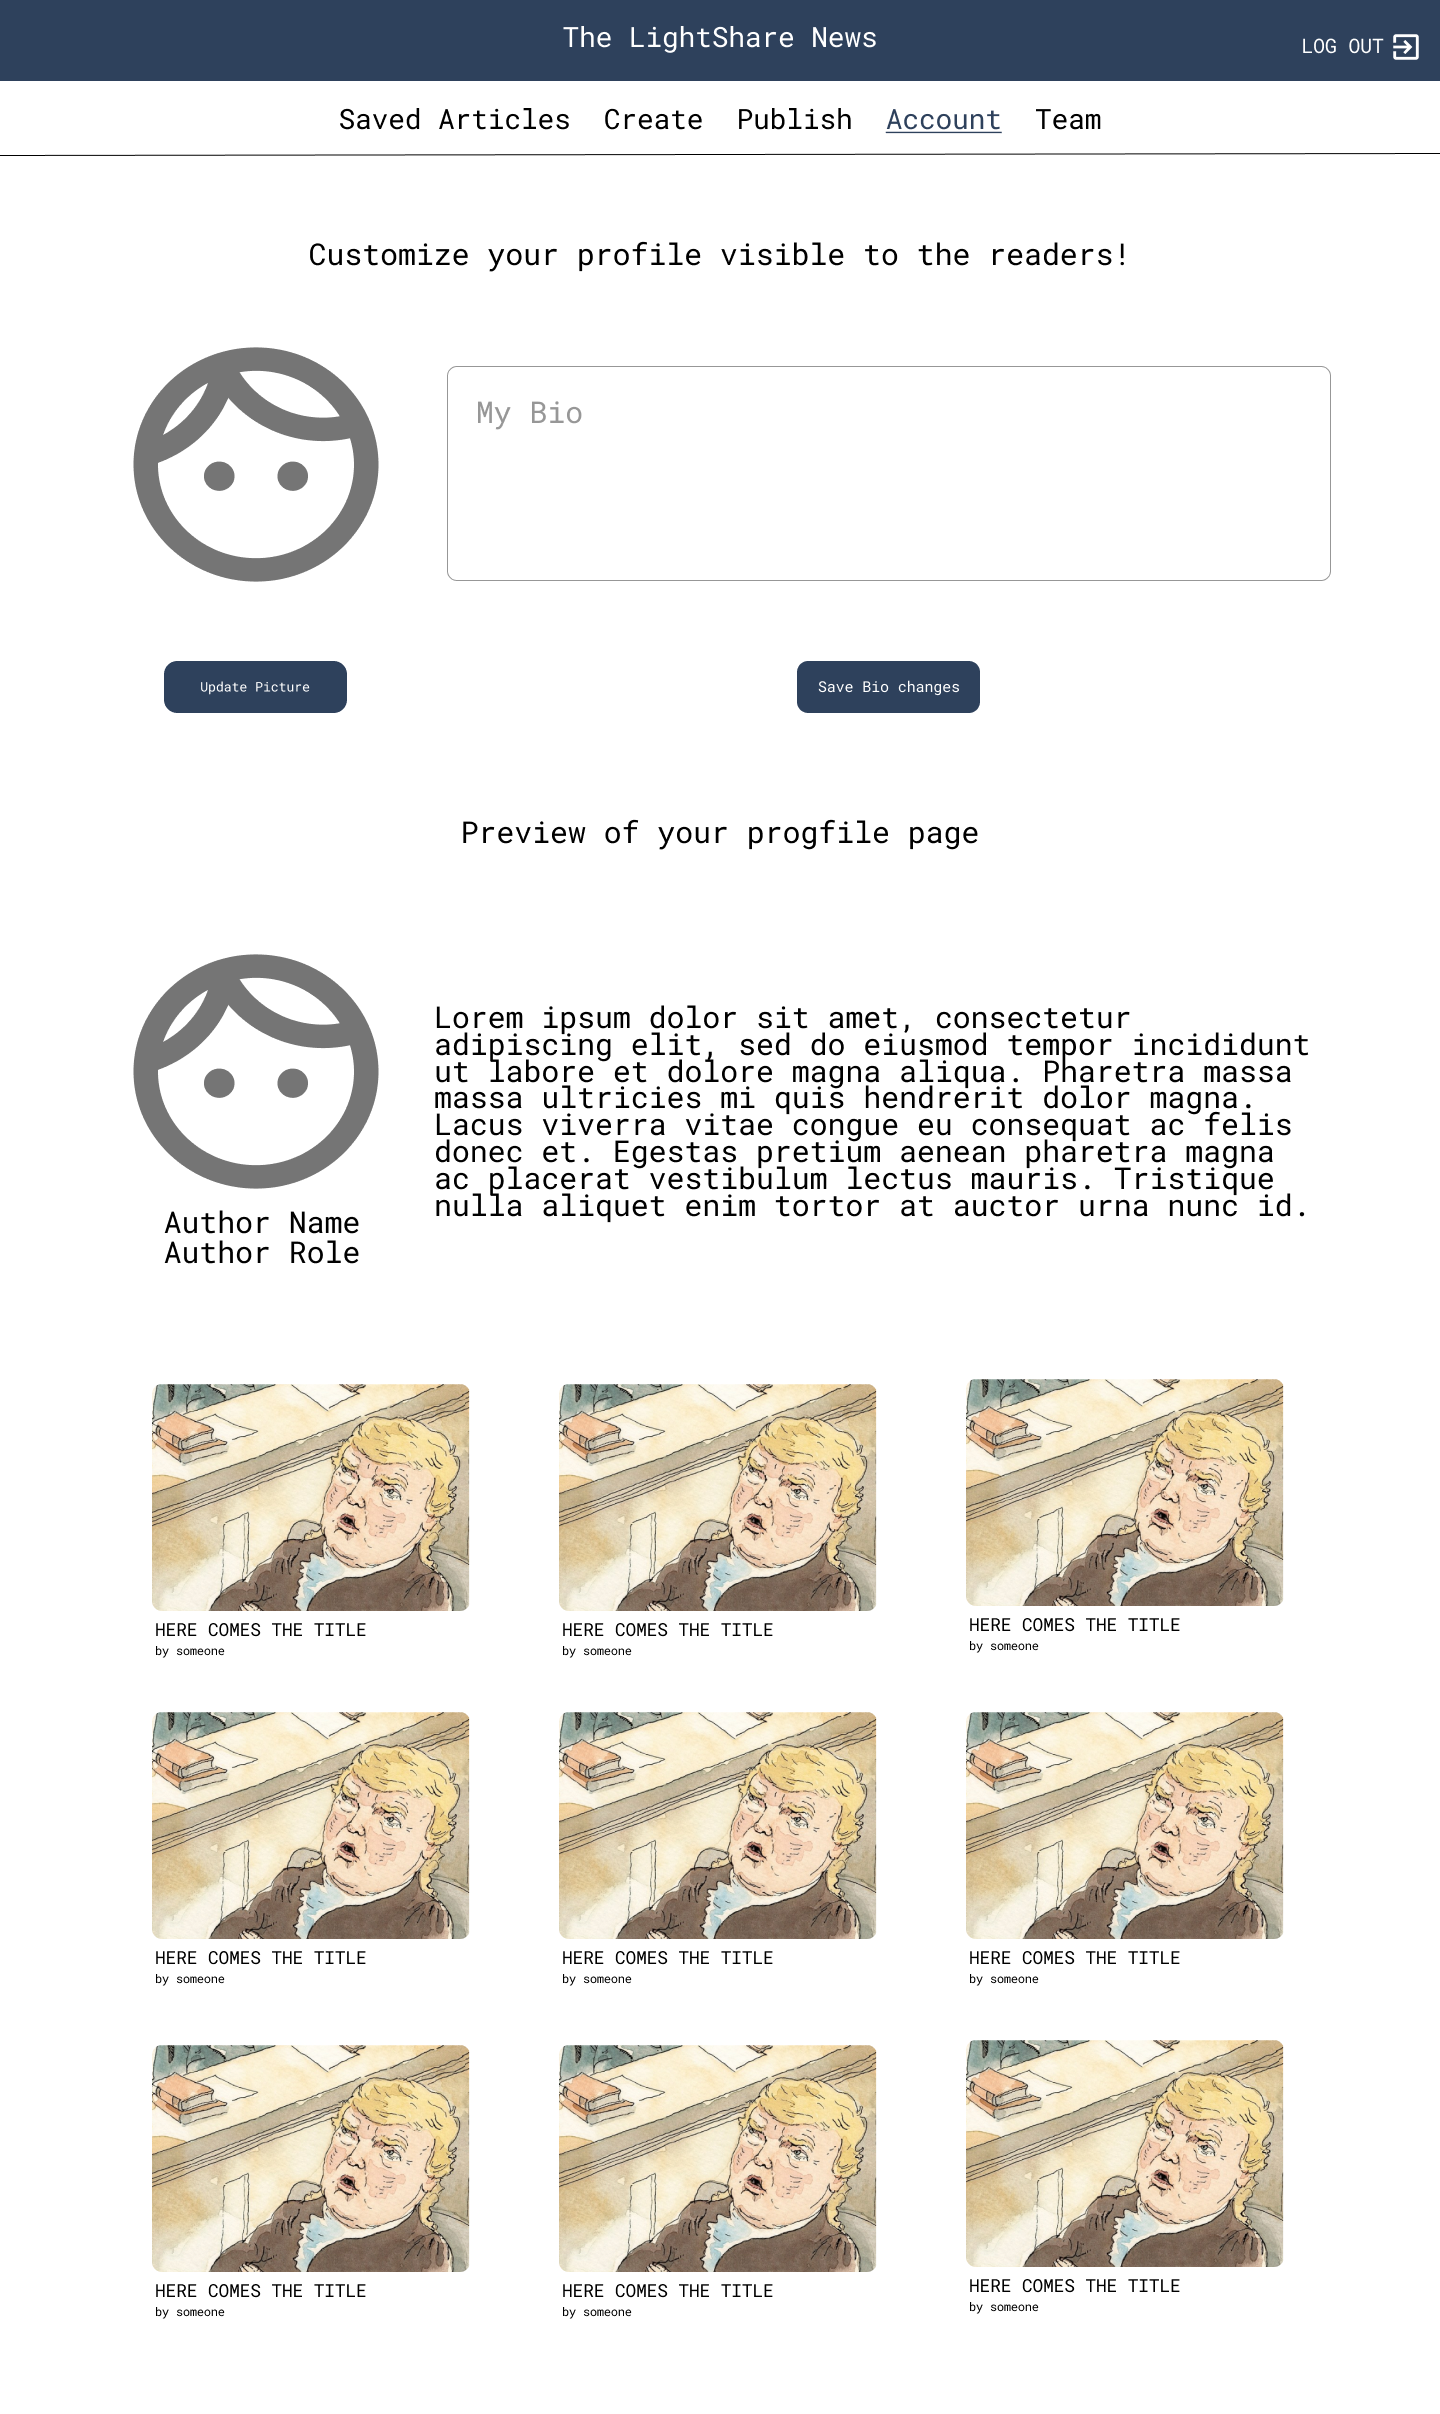 The LightShare News
LOG OUT
Saved Articles Create Publish Account Team
Customize your profile visible to the readers!
My Bio
Update Picture
Save Bio changes
Preview of your progfile page
Lorem ipsum dolor sit amet, consectetur
adipiscing elit, sed do eiusmod tempor incididunt
ut labore et dolore magna aliqua. Pharetra massa
massa ultricies mi quis hendrerit dolor magna.
Lacus viverra vitae congue eu consequat ac felis
donec et. Egestas pretium aenean pharetra magna
ac placerat vestibulum lectus mauris. Tristique
nulla aliquet enim tortor at auctor urna nunc id.
Author Name
Author Role
HERE COMES THE TITLE
by someone
HERE COMES THE TITLE
by someone
HERE COMES THE TITLE
by someone
HERE COMES THE TITLE
by someone
HERE COMES THE TITLE
by someone
HERE COMES THE TITLE
by someone
HERE COMES THE TITLE
by someone
HERE COMES THE TITLE
by someone
HERE COMES THE TITLE
by someone